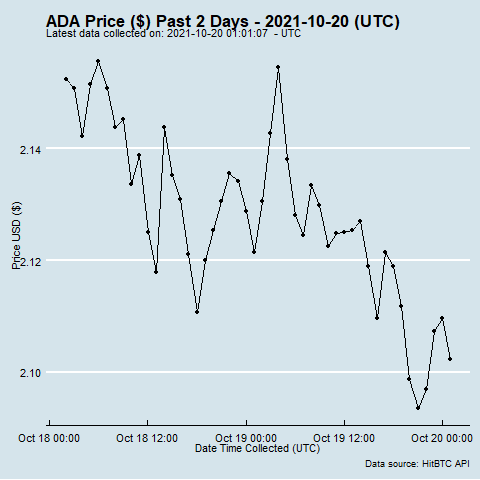 ADA Price ($) Past 2 Days - 2021-10-20 (UTC)
Latest data collected on: 2021-10-20 01:01:07  - UTC
2.14
2.12
2.10
Price USD ($)
Oct 18 00:00 Oct 18 12:00 Oct 19 00:00 Oct 19 12:00 Oct 20 00:00
Date Time Collected (UTC)
Data source: HitBTC API